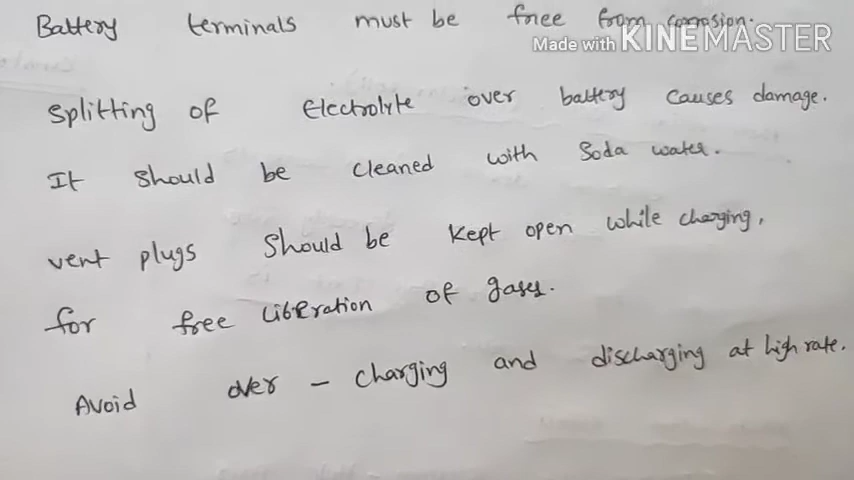 Battery terminals must be free from corrosion.
Made with KINEMASTER
Splitting of Electrolyte over battery causes damage.
It should be cleaned with Soda water.
vent plugs should be kept open while charging,
for free liberation of gases.
Avoid over - charging and discharging at high rate.